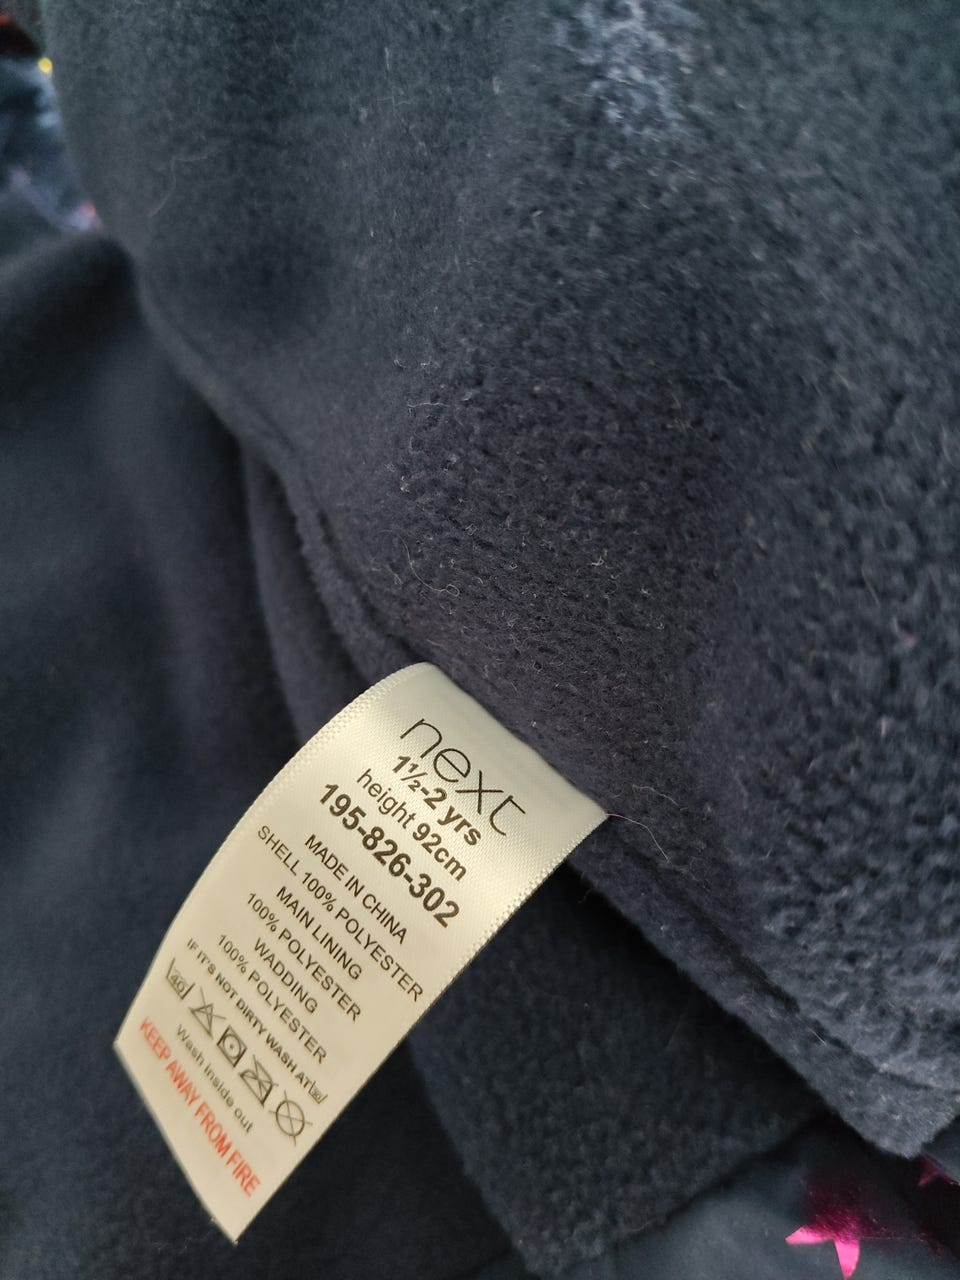 next
1½-2 yrs
height 92cm
195-826-302
MADE IN CHINA
SHELL 100% POLYESTER
MAIN LINING
100% POLYESTER
WADDING
100% POLYESTER
IF IT'S NOT DIRTY WASH AT 30
40
Wash inside out
KEEP AWAY FROM FIRE